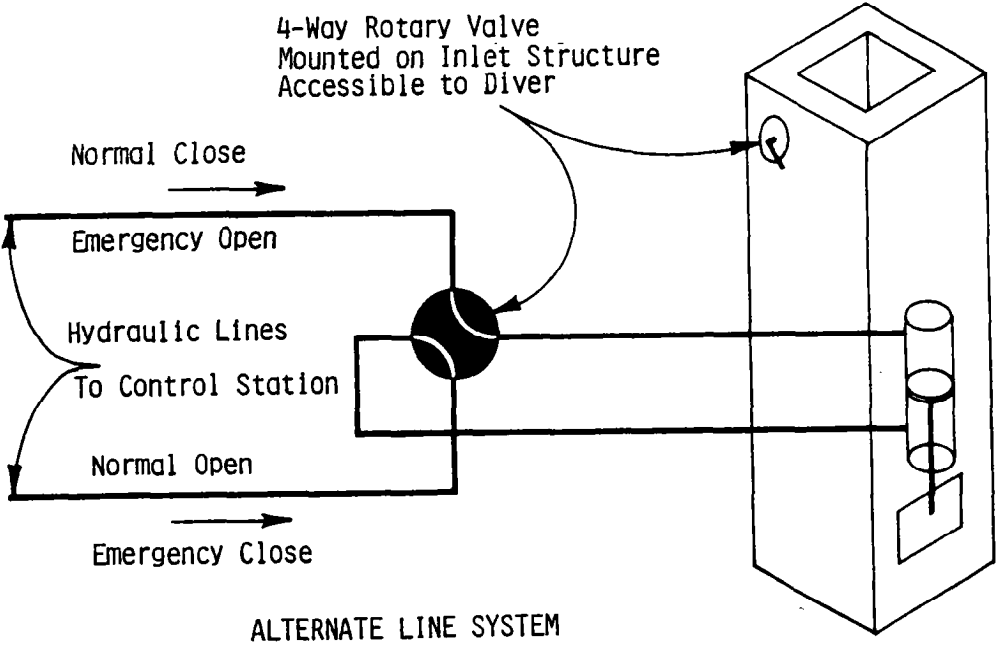 4-Way Rotary Valve
Mounted on Inlet Structure
Accessible to Diver
Normal Close
Emergency Open
Hydraulic Lines
To Control Station
Normal Open
Emergency Close
ALTERNATE LINE SYSTEM